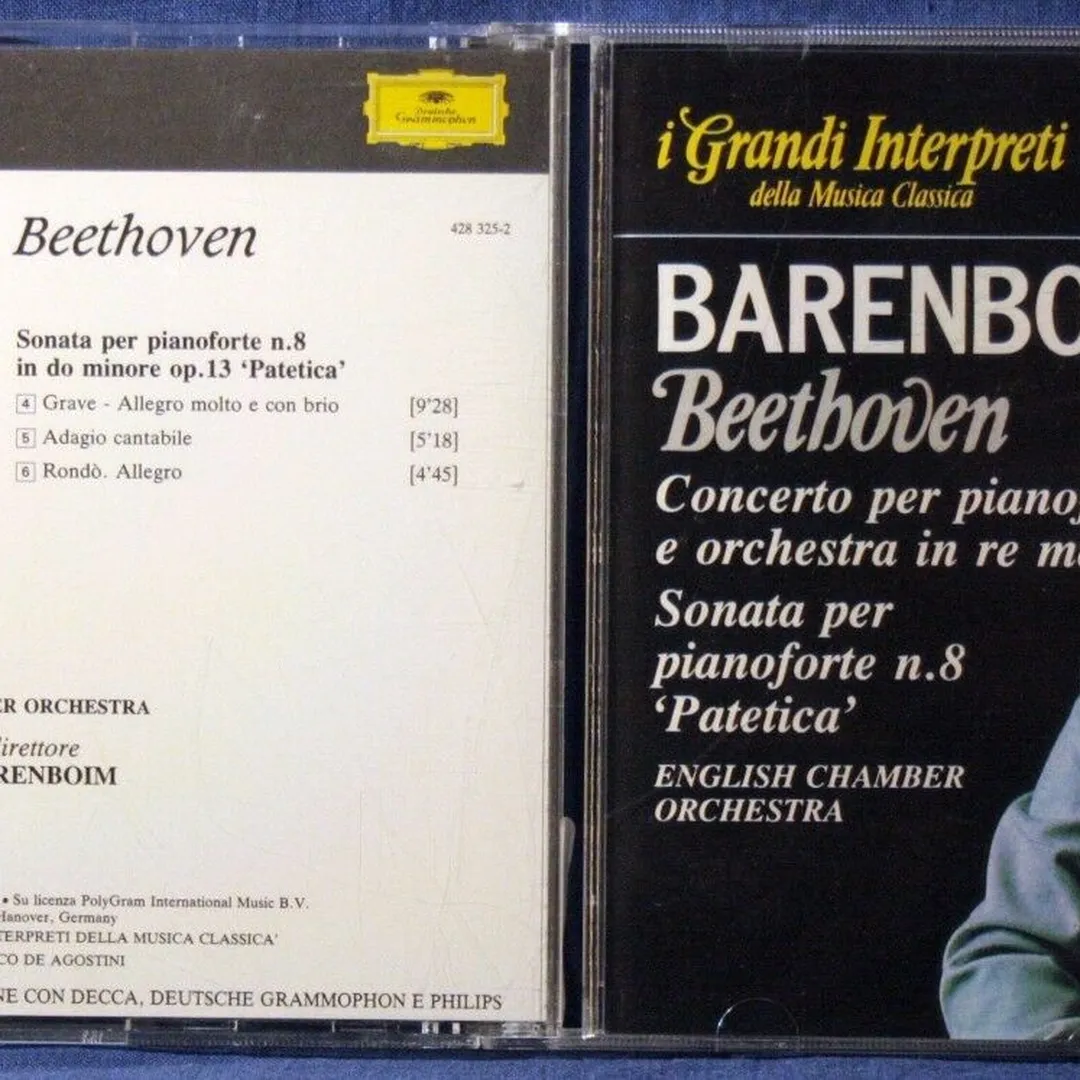 Deutsche
Grammophon
Beethoven
428 325-2
Sonata per pianoforte n.8
in do minore op.13 ‘Patetica’
4 Grave - Allegro molto e con brio [9’28]
5 Adagio cantabile [5’18]
6 Rondò. Allegro [4’45]
ER ORCHESTRA
direttore
RENBOIM
• Su licenza PolyGram International Music B.V.
Hanover, Germany
TERPRETI DELLA MUSICA CLASSICA’
CO DE AGOSTINI
NE CON DECCA, DEUTSCHE GRAMMOPHON E PHILIPS
i Grandi Interpreti
della Musica Classica
BARENBO
Beethoven
Concerto per pianof
e orchestra in re m
Sonata per
pianoforte n.8
‘Patetica’
ENGLISH CHAMBER
ORCHESTRA